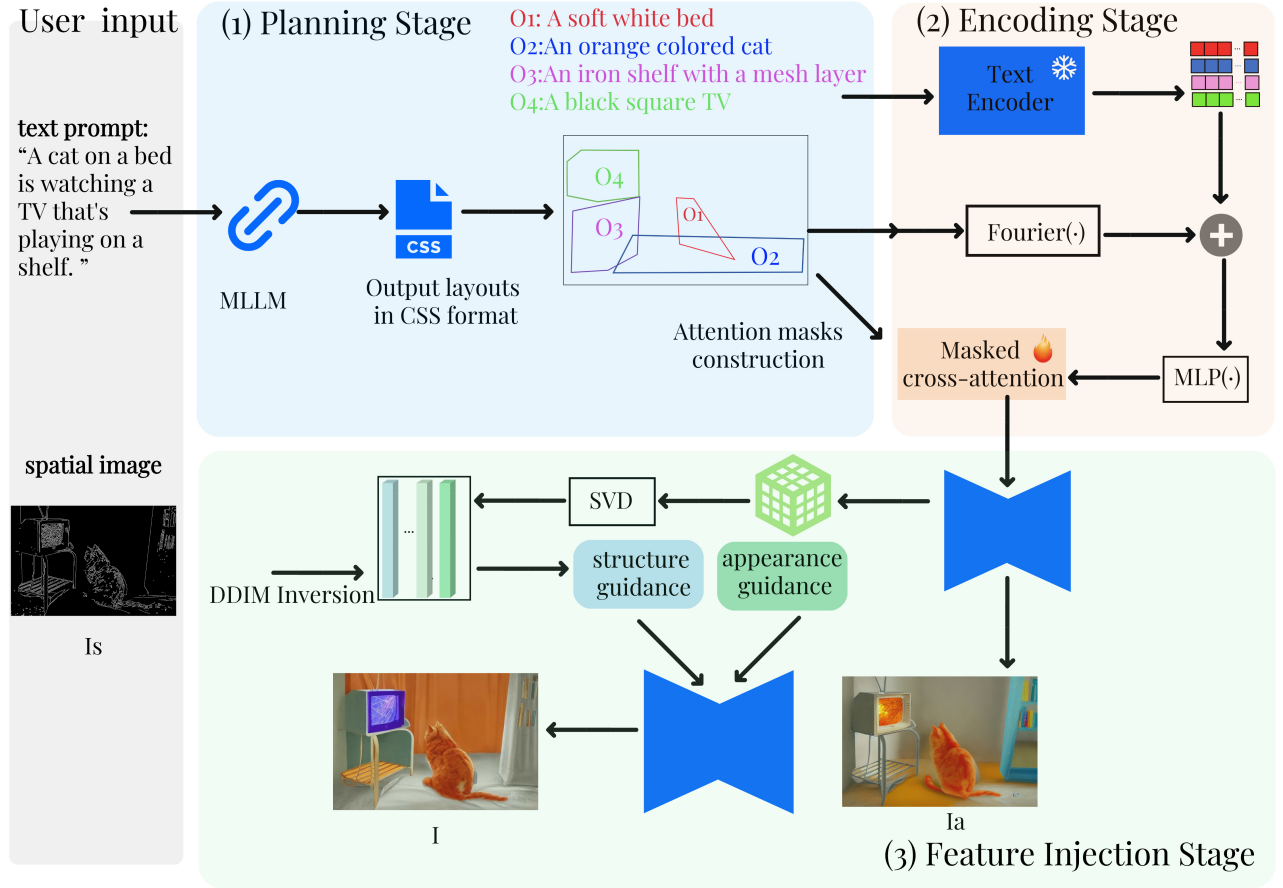 User input
(1) Planning Stage
O1: A soft white bed
O2:An orange colored cat
O3:An iron shelf with a mesh layer
O4:A black square TV
(2) Encoding Stage
Text
Encoder
text prompt:
“A cat on a bed
is watching a
TV that's
playing on a
shelf. ”
MLLM
CSS
Output layouts
in CSS format
O4
O3
O1
O2
Fourier(·)
Attention masks
construction
Masked
cross-attention
MLP(·)
spatial image
Is
DDIM Inversion
...
SVD
structure
guidance
appearance
guidance
I
Ia
(3) Feature Injection Stage